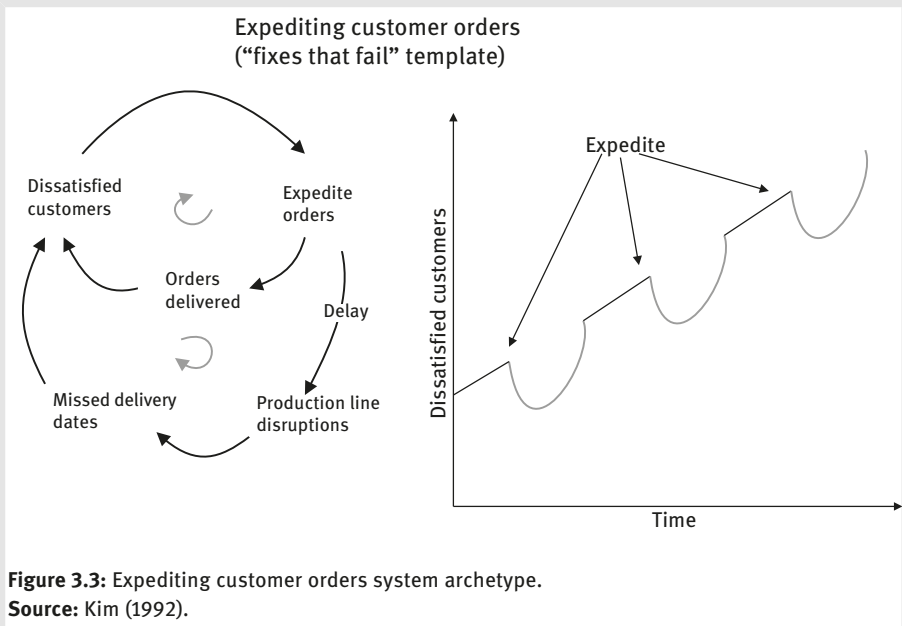 Expediting customer orders
(“fixes that fail” template)
Dissatisfied
customers
Expedite
orders
Orders
delivered
Delay
Missed delivery
dates
Production line
disruptions
Expedite
Dissatisfied customers
Time
Figure 3.3: Expediting customer orders system archetype.
Source: Kim (1992).